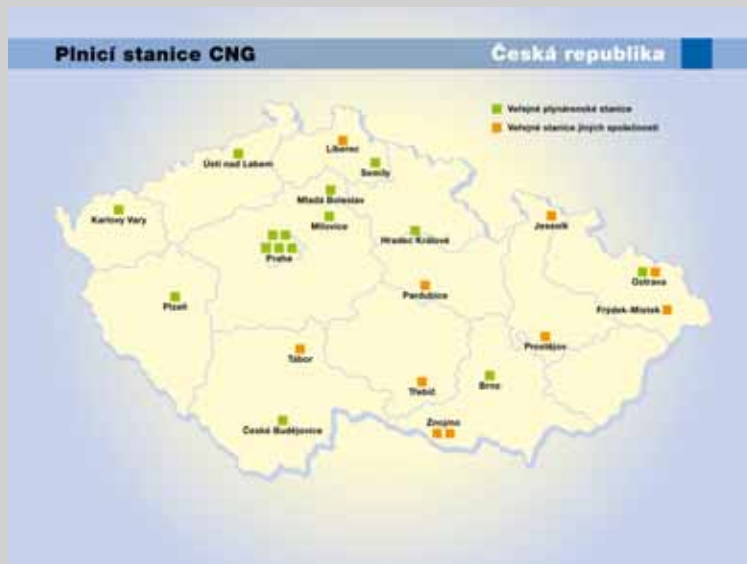 Plnicí stanice CNG
Česká republika
Veřejné plynárenské stanice
Veřejné stanice jiných společností
Liberec
Ústí nad Labem
Semily
Mladá Boleslav
Karlovy Vary
Milovice
Jeseník
Hradec Králové
Praha
Ostrava
Plzeň
Pardubice
Frýdek-Místek
Prostějov
Tábor
Třebíč
Brno
Znojmo
České Budějovice